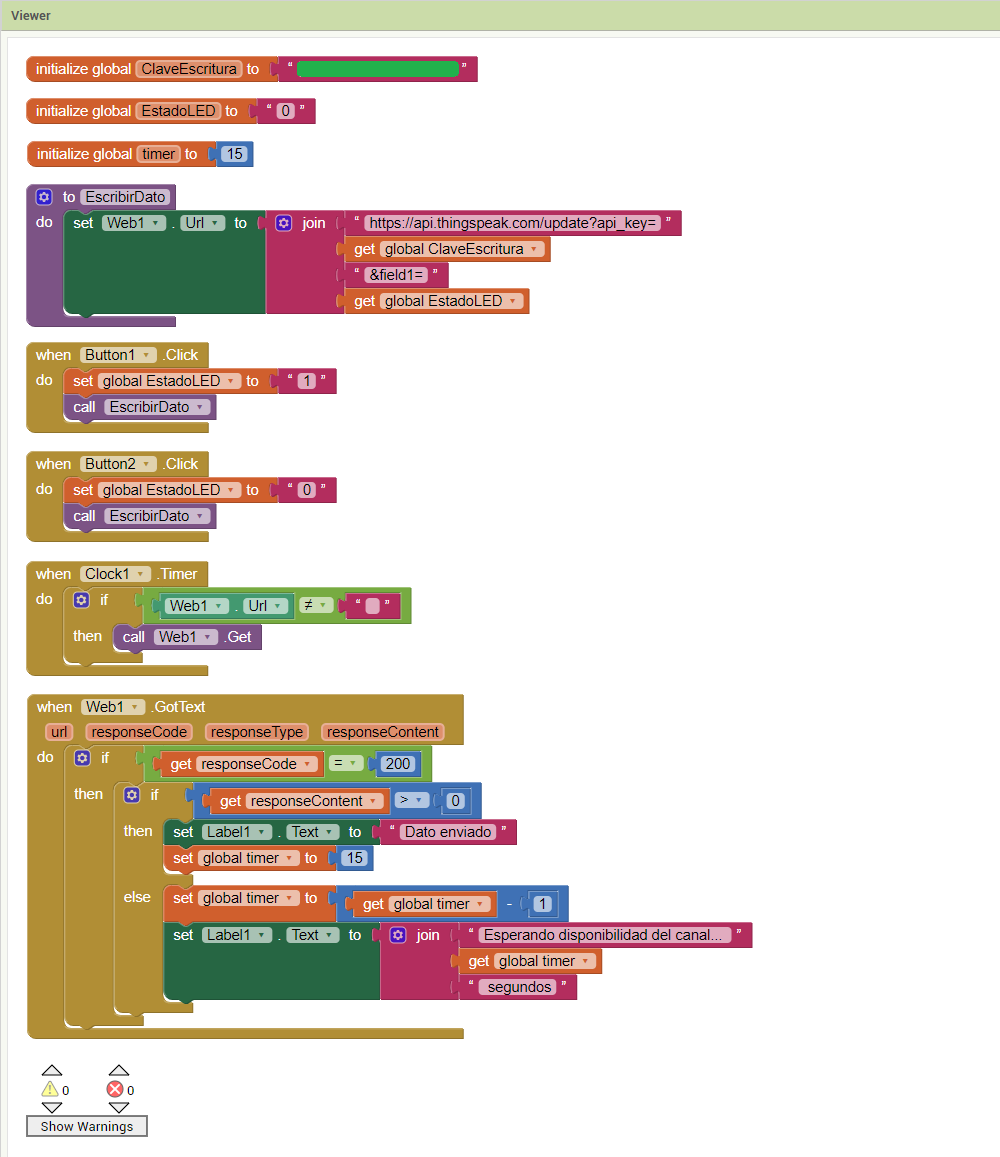 Viewer
initialize global ClaveEscritura to “ ”
initialize global EstadoLED to “ 0 ”
initialize global timer to 15
to EscribirDato
do set Web1 . Url to join “ https://api.thingspeak.com/update?api_key= ”
get global ClaveEscritura
“ &field1= ”
get global EstadoLED
when Button1 .Click
do set global EstadoLED to “ 1 ”
call EscribirDato
when Button2 .Click
do set global EstadoLED to “ 0 ”
call EscribirDato
when Clock1 .Timer
do if Web1 . Url ≠ “ ”
then call Web1 .Get
when Web1 .GotText
url responseCode responseType responseContent
do if get responseCode = 200
then if get responseContent > 0
then set Label1 . Text to “ Dato enviado ”
set global timer to 15
else set global timer to get global timer - 1
set Label1 . Text to join “ Esperando disponibilidad del canal... ”
get global timer
“ segundos ”
0 0
Show Warnings